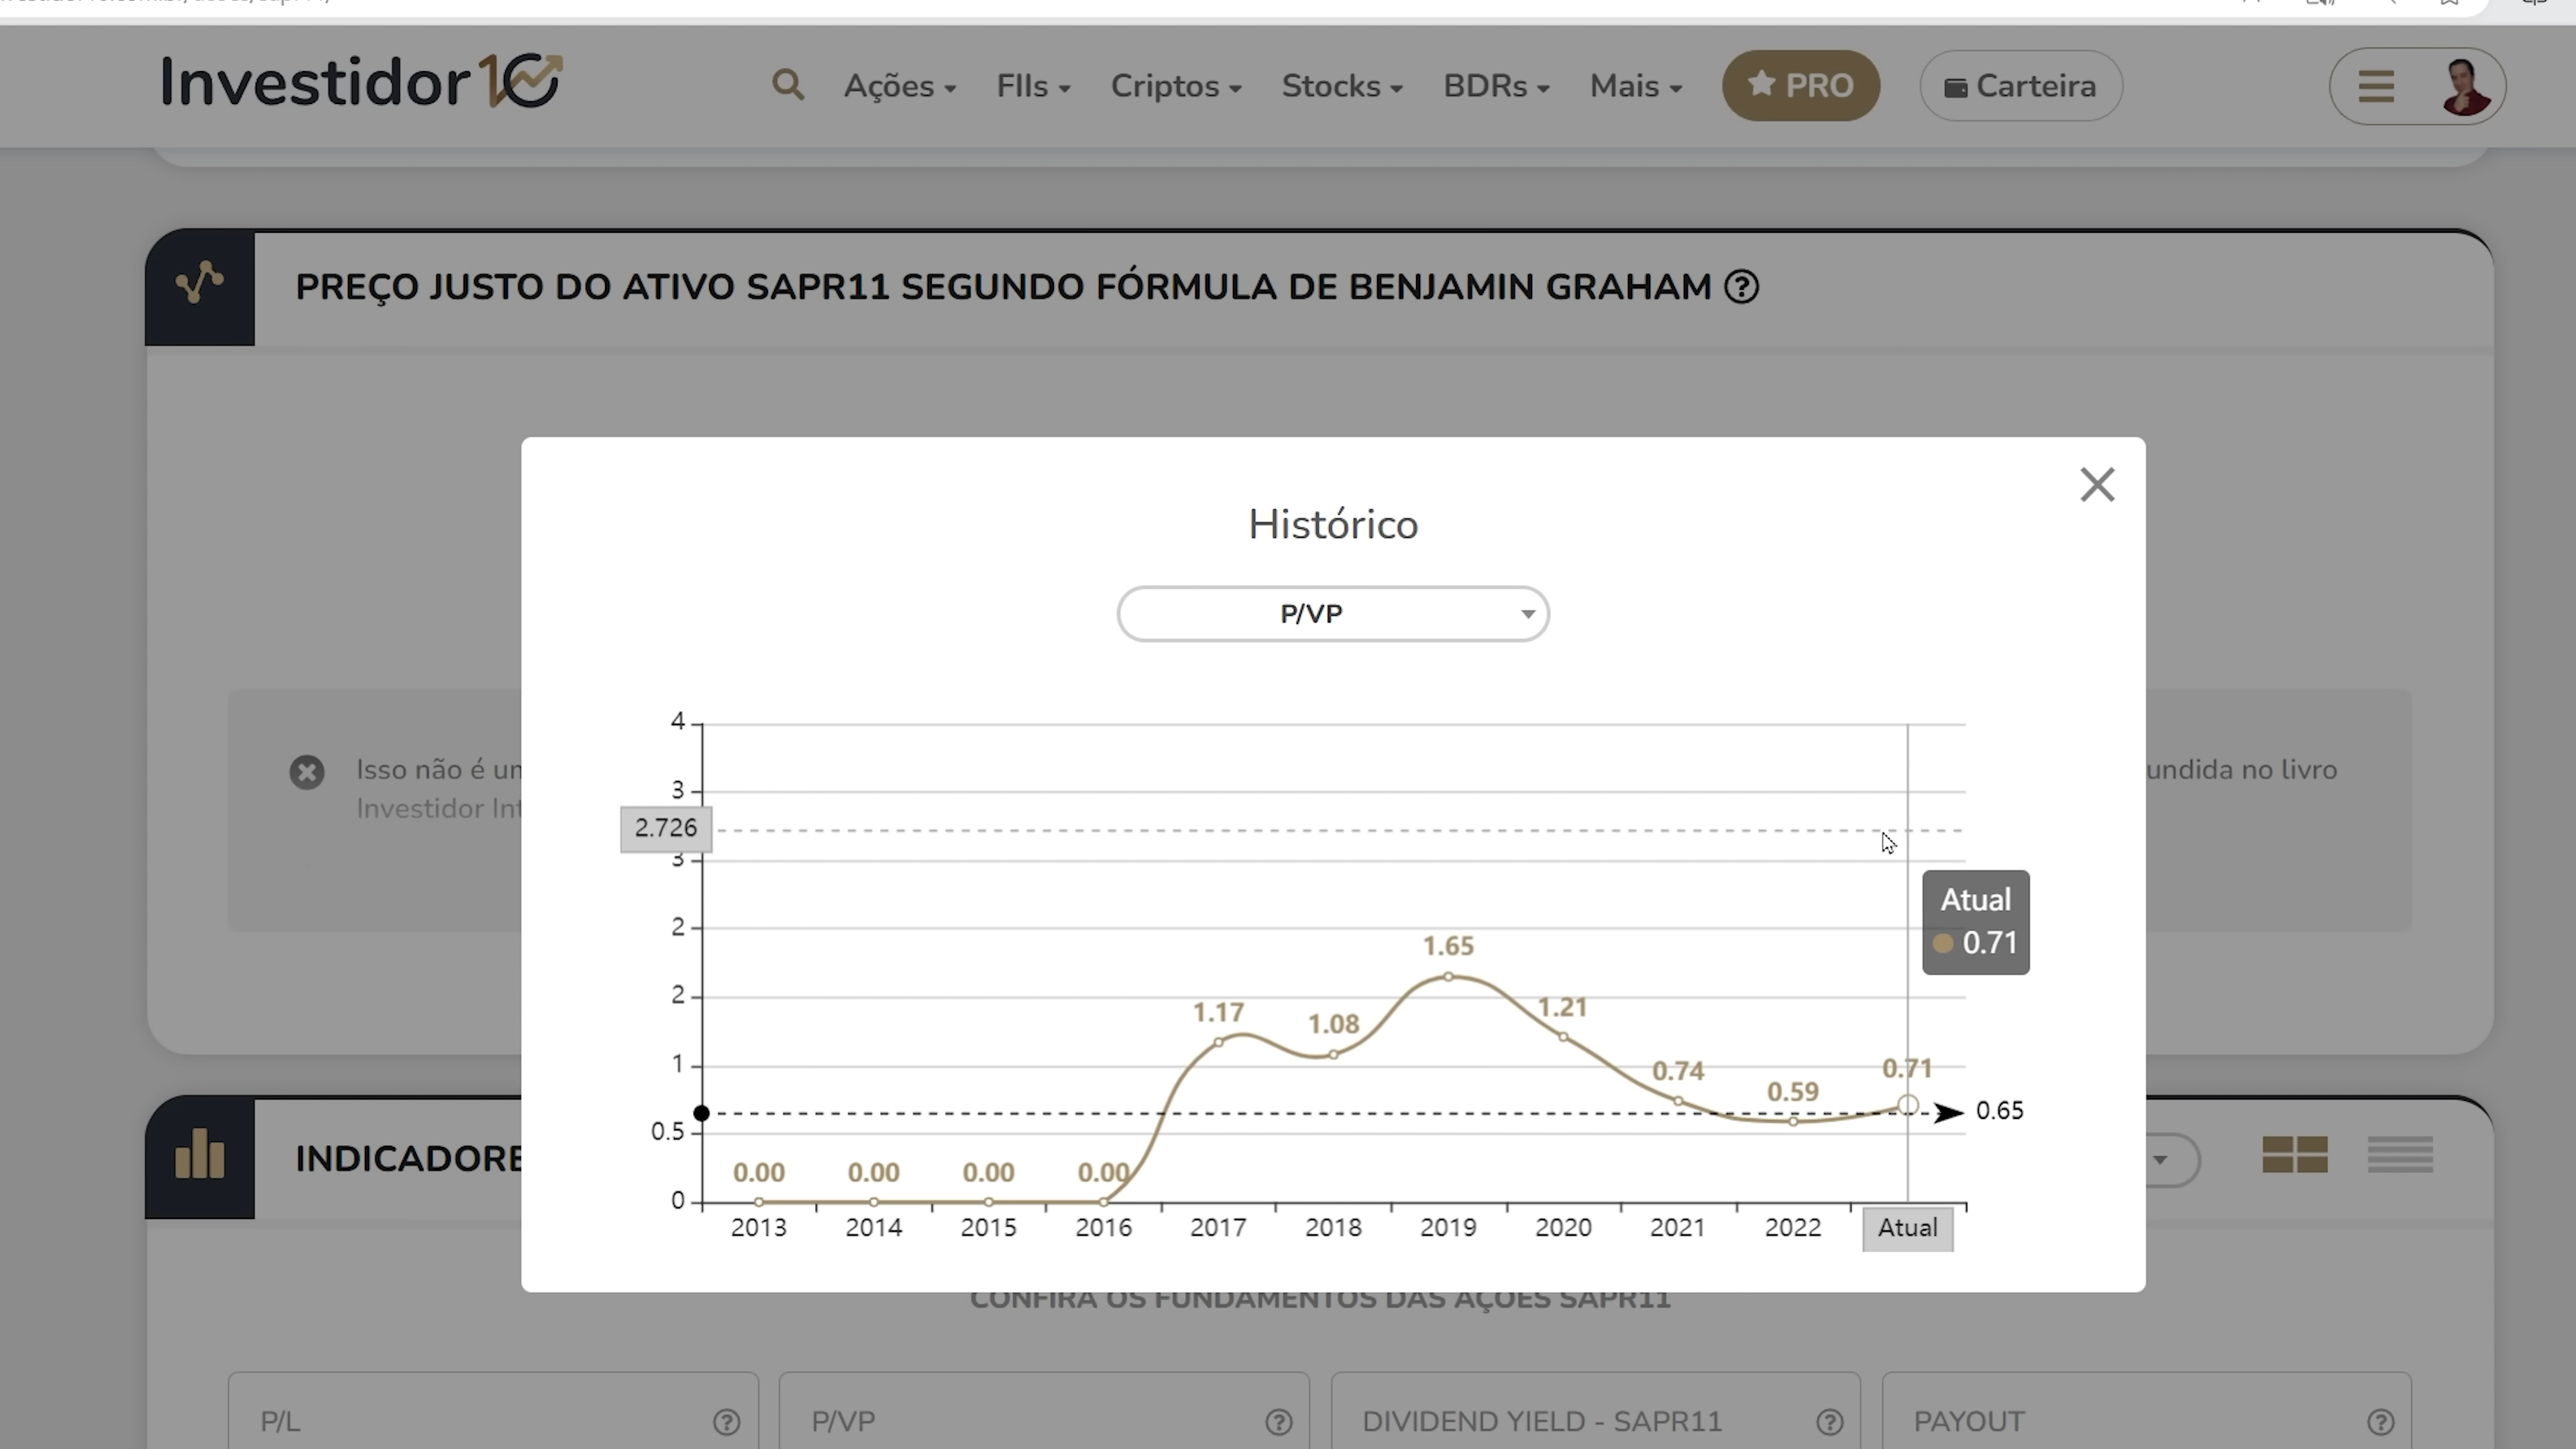 Investidor10
Ações
FIIs
Criptos
Stocks
BDRs
Mais
PRO
Carteira
PREÇO JUSTO DO ATIVO SAPR11 SEGUNDO FÓRMULA DE BENJAMIN GRAHAM
Isso não é
undida no livro
Investidor
Histórico
P/VP
4
3
2.726
3
2
2
1
0.5
0
Atual
0.71
1.65
1.17
1.08
1.21
0.74
0.59
0.71
0.65
0.00
0.00
0.00
0.00
2013
2014
2015
2016
2017
2018
2019
2020
2021
2022
Atual
INDICADORE
CONFIRA OS FUNDAMENTOS DAS AÇÕES SAPR11
P/L
P/VP
DIVIDEND YIELD - SAPR11
PAYOUT